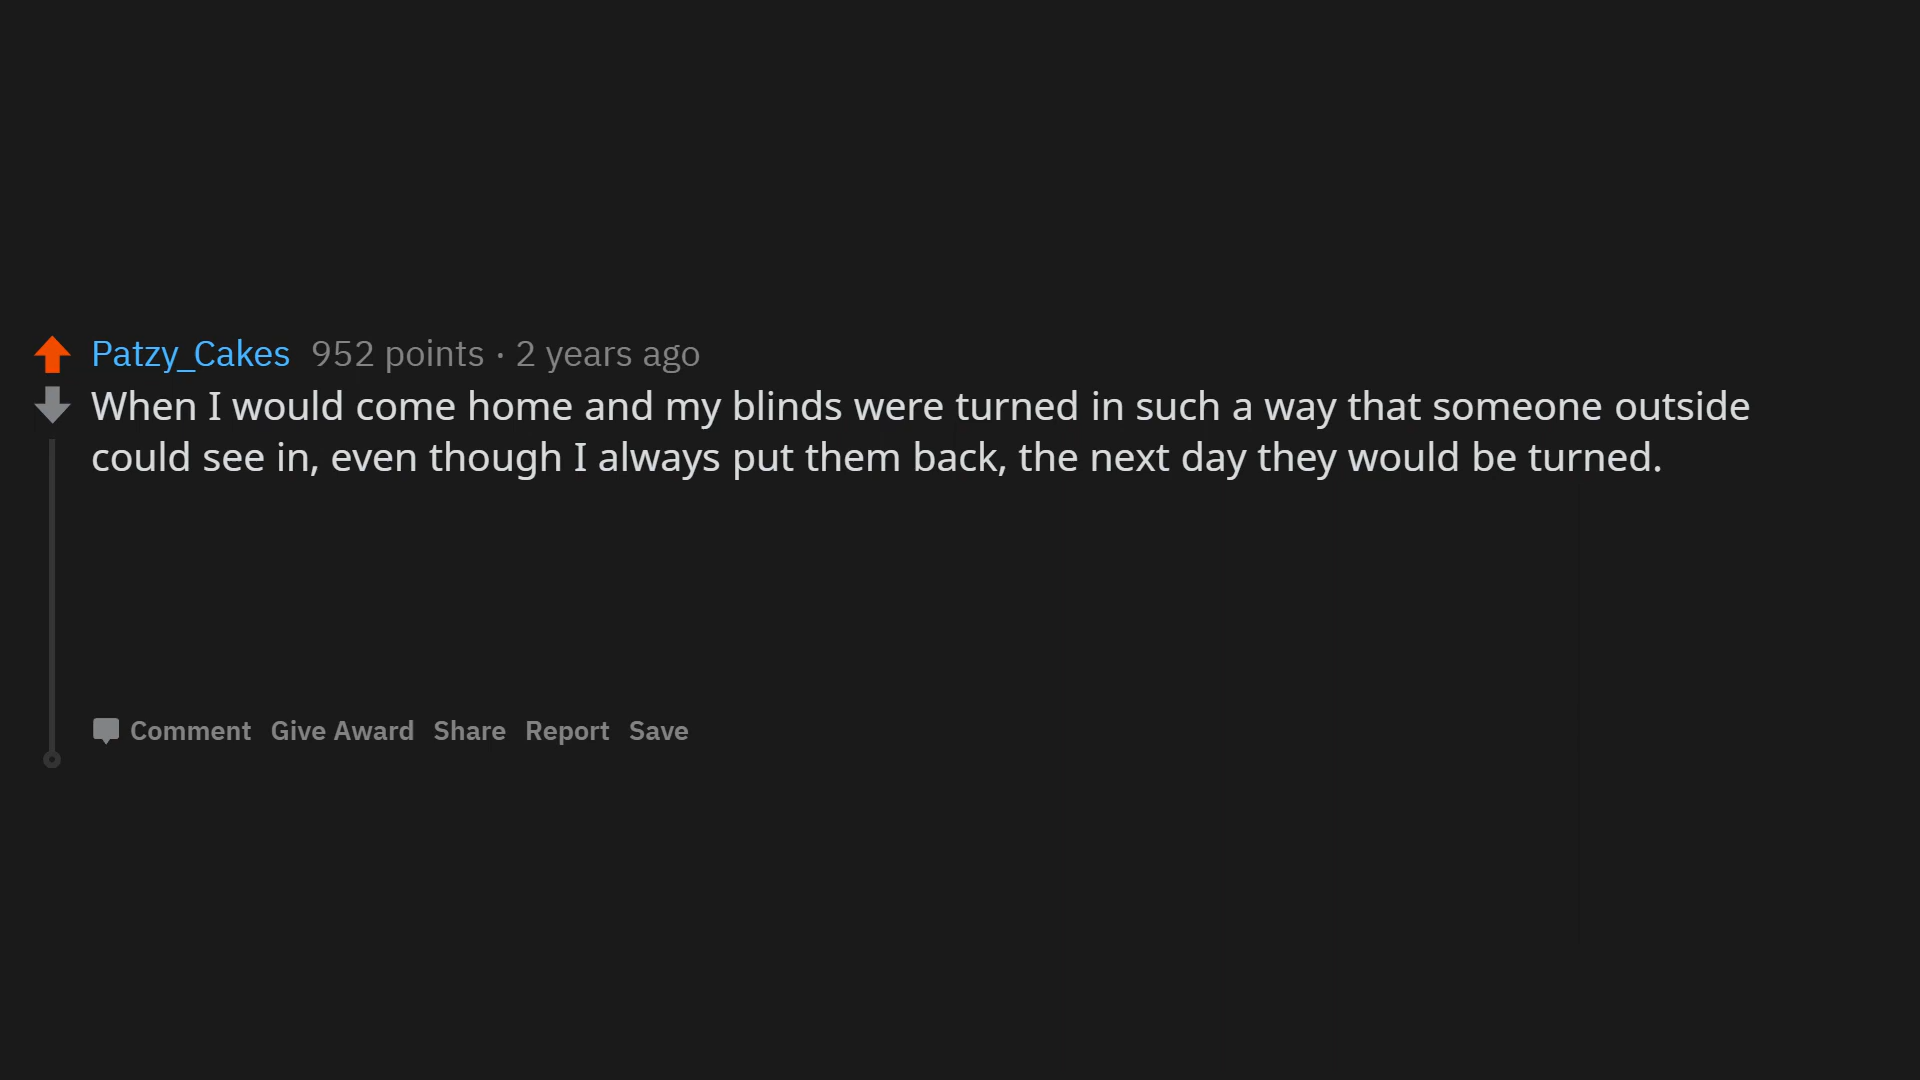 Patzy_Cakes 952 points · 2 years ago
When I would come home and my blinds were turned in such a way that someone outside
could see in, even though I always put them back, the next day they would be turned.
Comment Give Award Share Report Save